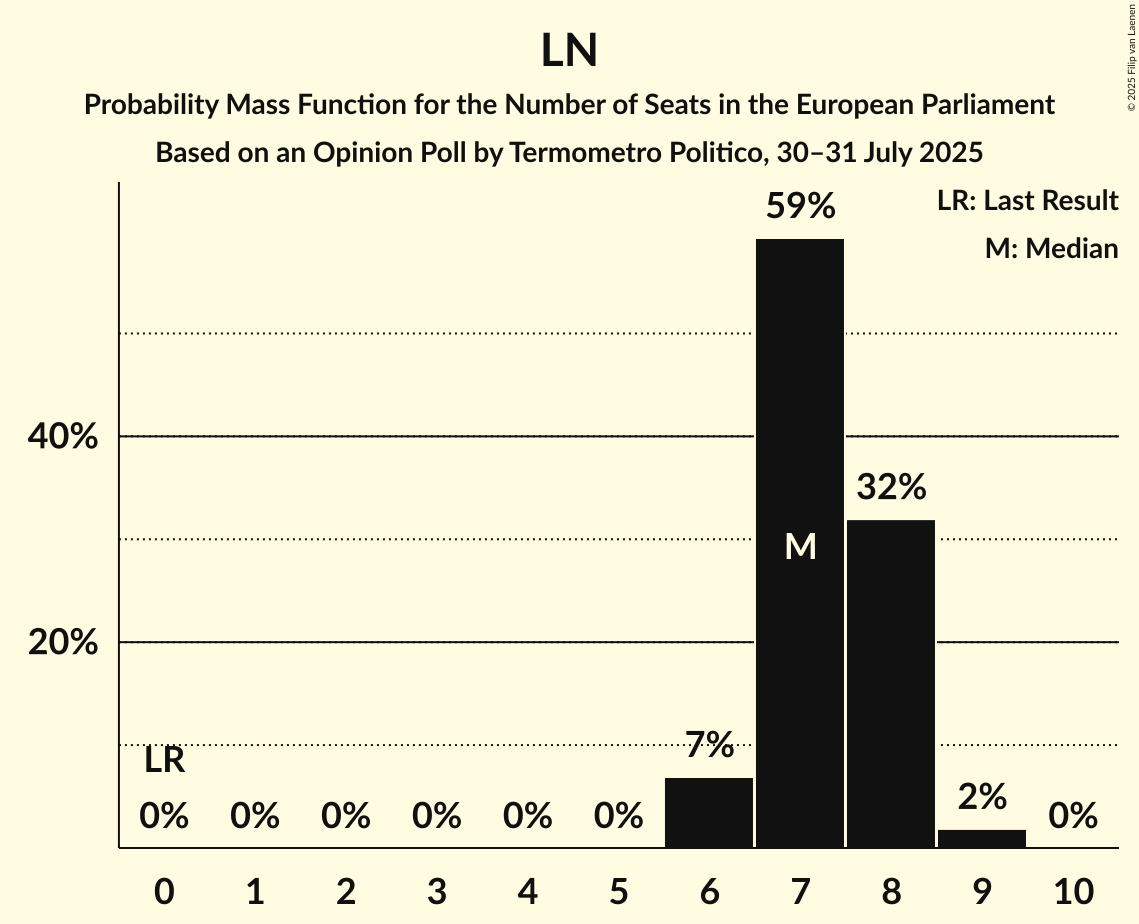 LN
Probability Mass Function for the Number of Seats in the European Parliament
Based on an Opinion Poll by Termometro Politico, 30–31 July 2025
© 2025 Filip van Laenen
LR: Last Result
M: Median
59%
40%
32%
M
20%
LR
7%
2%
0% 0% 0% 0% 0% 0% 0%
0 1 2 3 4 5 6 7 8 9 10